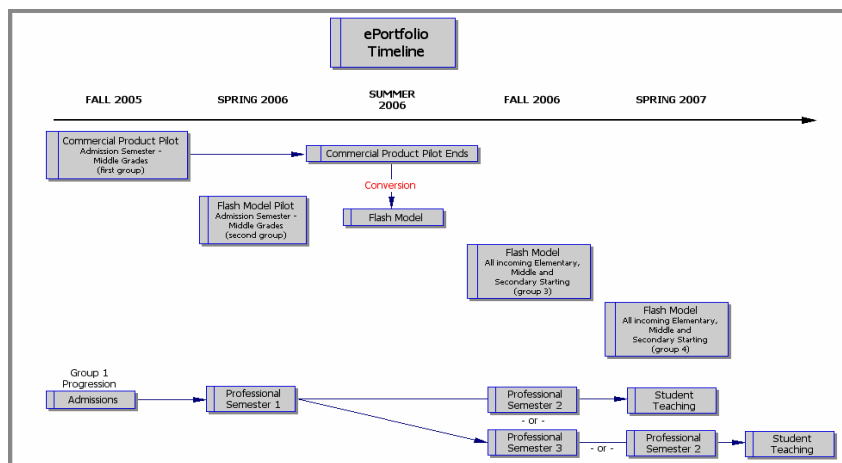 ePortfolio
Timeline
FALL 2005
SPRING 2006
SUMMER
2006
FALL 2006
SPRING 2007
Commercial Product Pilot
Admission Semester -
Middle Grades
(first group)
Commercial Product Pilot Ends
Conversion
Flash Model Pilot
Admission Semester -
Middle Grades
(second group)
Flash Model
Flash Model
All incoming Elementary,
Middle and
Secondary Starting
(group 3)
Flash Model
All incoming Elementary,
Middle and
Secondary Starting
(group 4)
Group 1
Progression
Admissions
Professional
Semester 1
Professional
Semester 2
Student
Teaching
- or -
Professional
Semester 3
- or -
Professional
Semester 2
Student
Teaching